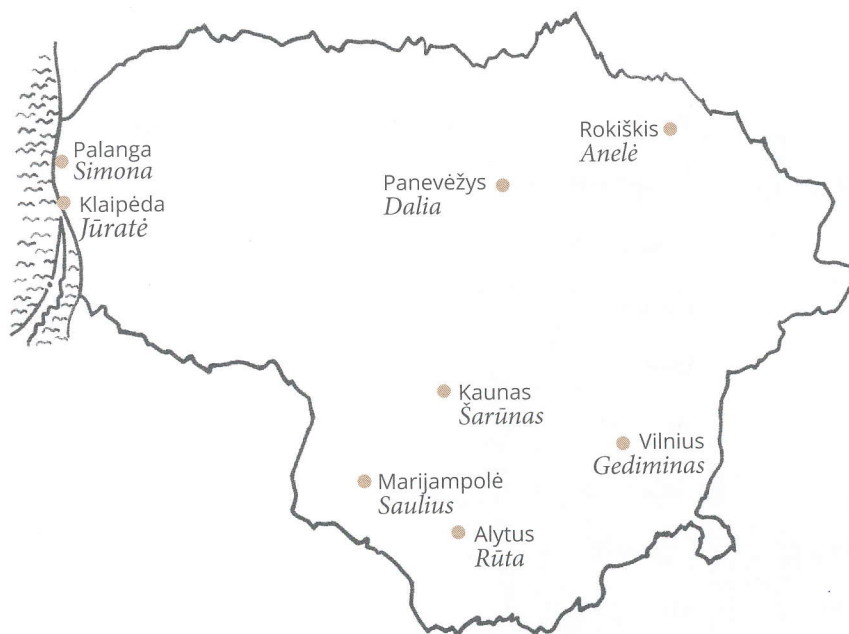 Rokiškis
Anelė
Palanga
Simona
Panevėžys
Dalia
Klaipėda
Jūratė
Kaunas
Šarūnas
Vilnius
Gediminas
Marijampolė
Saulius
Alytus
Rūta